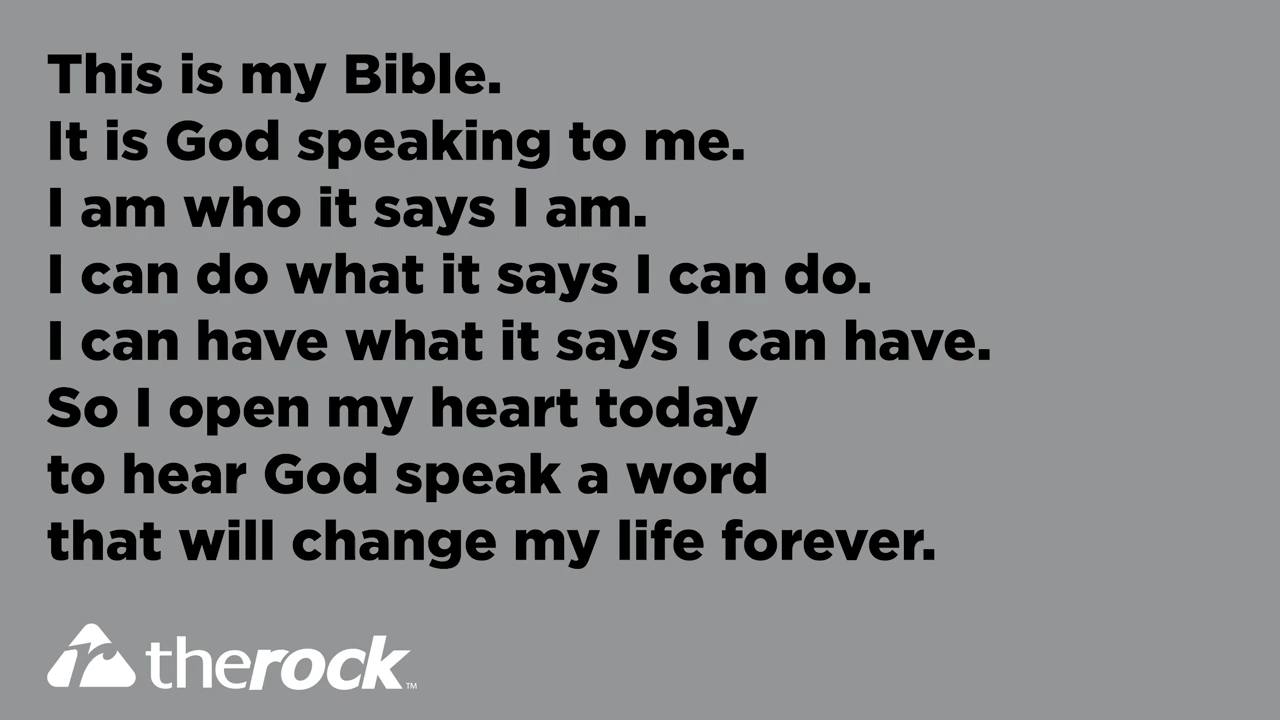 This is my Bible.
It is God speaking to me.
I am who it says I am.
I can do what it says I can do.
I can have what it says I can have.
So I open my heart today
to hear God speak a word
that will change my life forever.
therock™